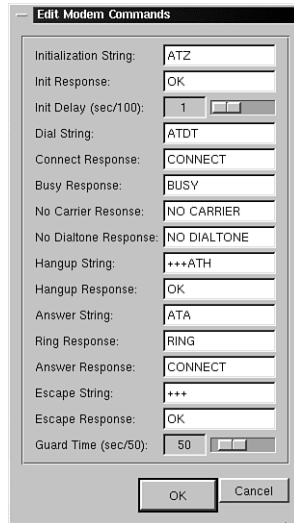 Edit Modem Commands
Initialization String: ATZ
Init Response: OK
Init Delay (sec/100): 1
Dial String: ATDT
Connect Response: CONNECT
Busy Response: BUSY
No Carrier Resonse: NO CARRIER
No Dialtone Response: NO DIALTONE
Hangup String: +++ATH
Hangup Response: OK
Answer String: ATA
Ring Response: RING
Answer Response: CONNECT
Escape String: +++
Escape Response: OK
Guard Time (sec/50): 50
OK Cancel